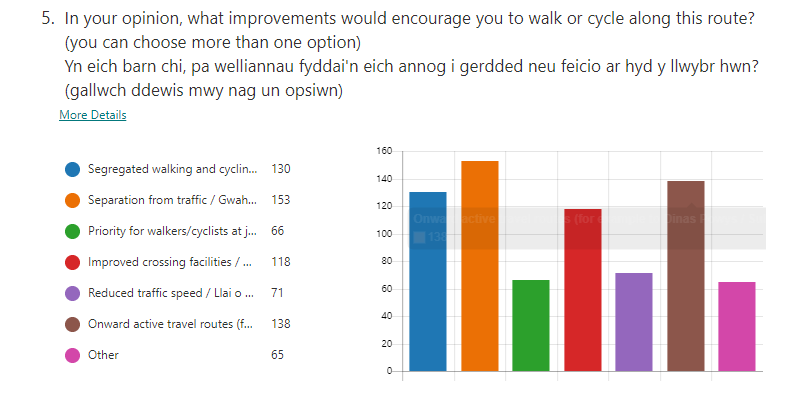 5. In your opinion, what improvements would encourage you to walk or cycle along this route?
(you can choose more than one option)
Yn eich barn chi, pa welliannau fyddai'n eich annog i gerdded neu feicio ar hyd y llwybr hwn?
(gallwch ddewis mwy nag un opsiwn)
More Details
Segregated walking and cyclin... 130
Separation from traffic / Gwah... 153
Priority for walkers/cyclists at j... 66
Improved crossing facilities / ... 118
Reduced traffic speed / Llai o ... 71
Onward active travel routes (f... 138
Other 65
160
140
120
100
80
60
40
20
0
active
s (for
138